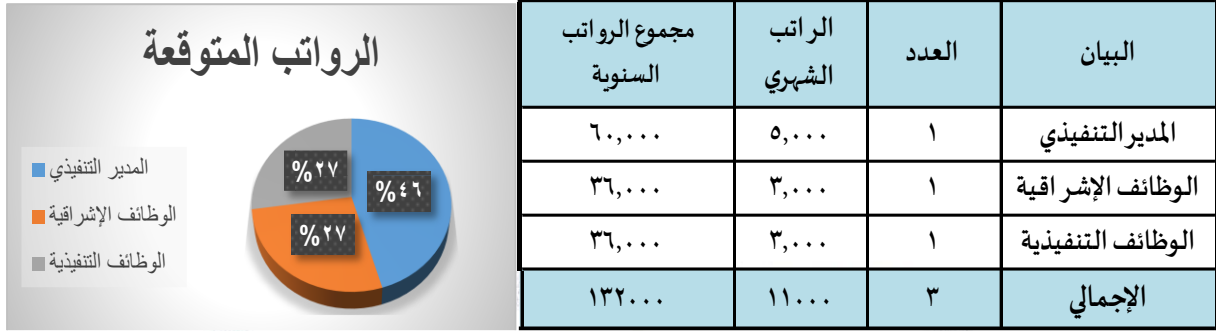 البيان العدد الراتب الشهري مجموع الرواتب السنوية
المدير التنفيذي ١ ٥,٠٠٠ ٦٠,٠٠٠
الوظائف الإشراقية ١ ٣,٠٠٠ ٣٦,٠٠٠
الوظائف التنفيذية ١ ٣,٠٠٠ ٣٦,٠٠٠
الإجمالي ٣ ١١٠٠٠ ١٣٢٠٠٠
الرواتب المتوقعة
%٤٦
%٢٧
%٢٧
المدير التنفيذي
الوظائف الإشراقية
الوظائف التنفيذية